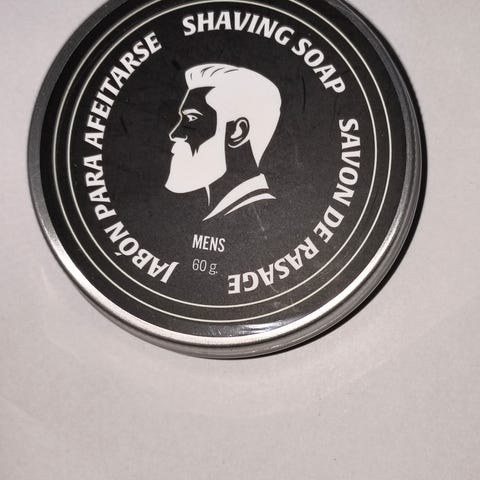 JABÓN PARA AFEITARSE
SHAVING SOAP
SAVON DE RASAGE
MENS
60 g.